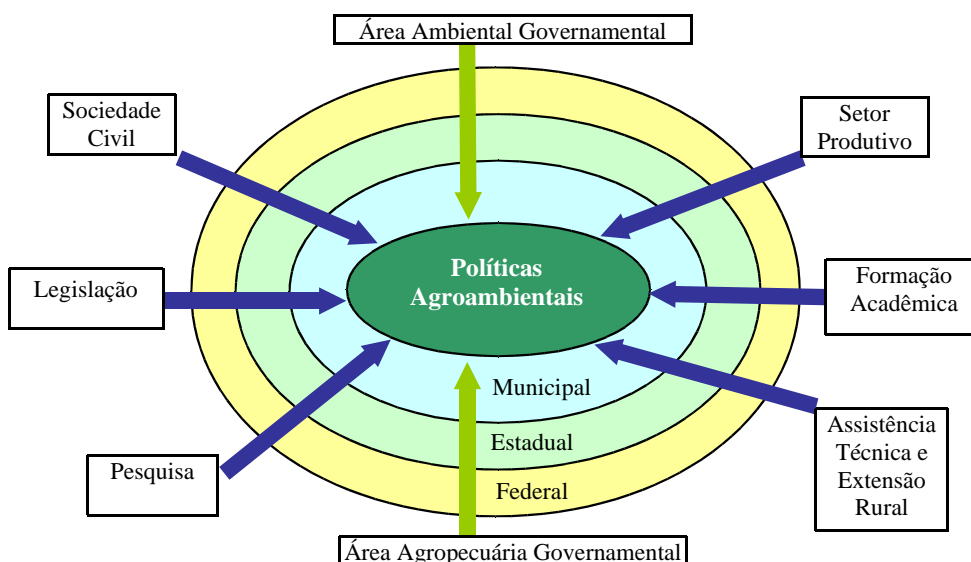 Área Ambiental Governamental
Sociedade
Civil
Setor
Produtivo
Legislação
Políticas
Agroambientais
Formação
Acadêmica
Municipal
Estadual
Federal
Pesquisa
Assistência
Técnica e
Extensão
Rural
Área Agropecuária Governamental